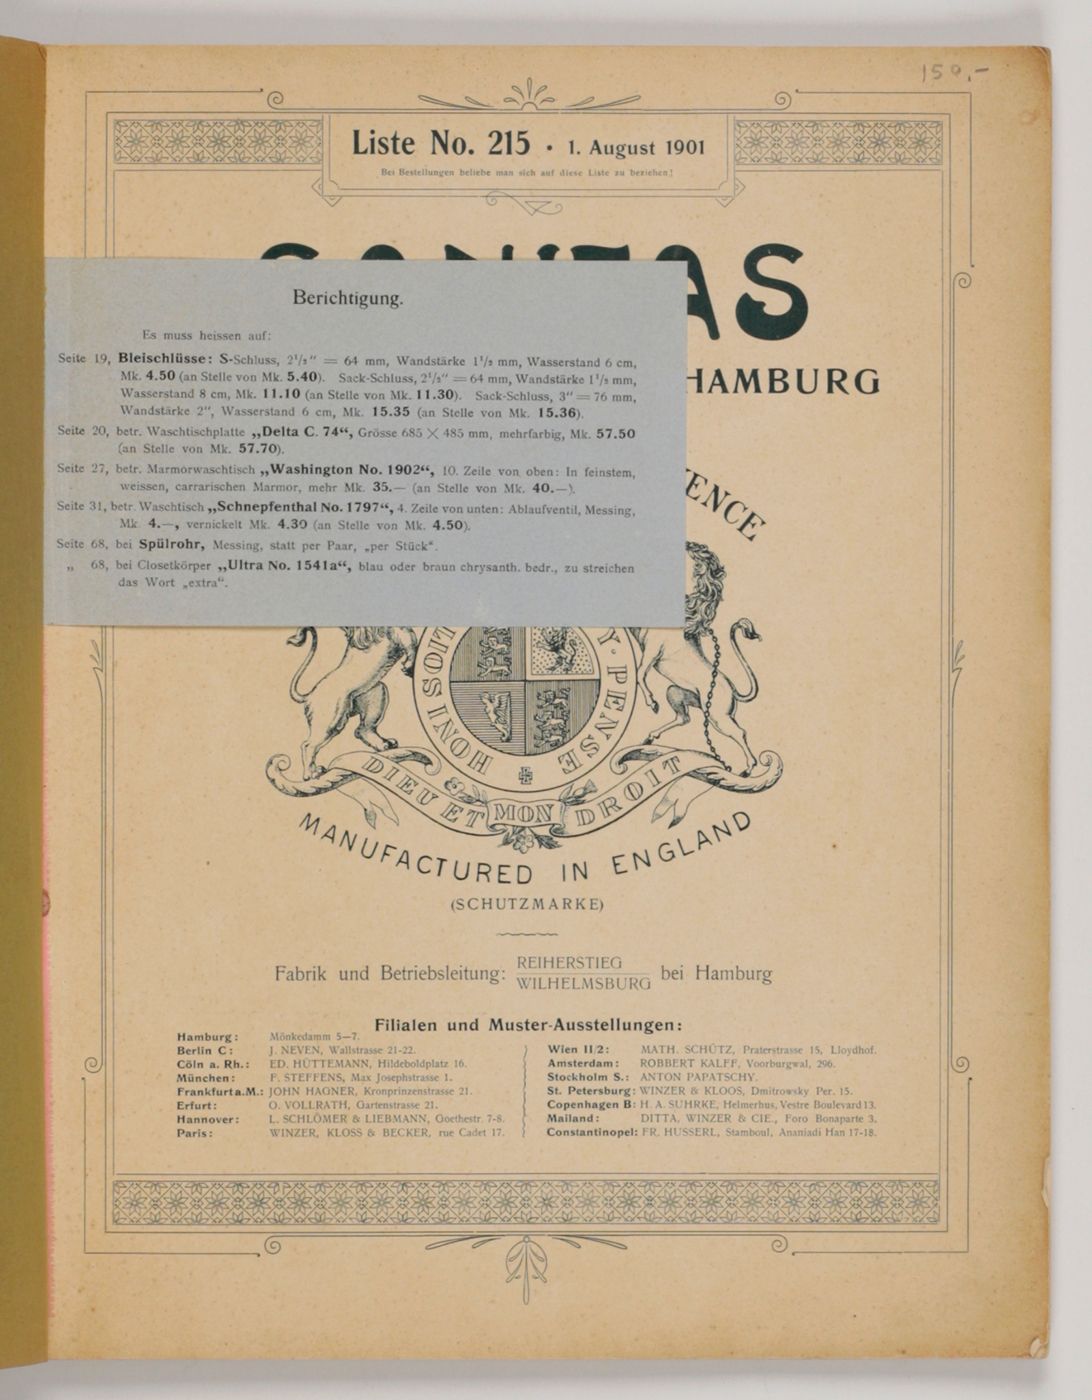 150,-
Liste No. 215 • 1. August 1901
Bei Bestellungen beliebe man sich auf diese Liste zu beziehen!
SANITAS
HAMBURG
Berichtigung.
Es muss heissen auf:
Seite 19, Bleischlüsse: S-Schluss, 2¹/₂" = 64 mm, Wandstärke 1¹/₂ mm, Wasserstand 6 cm,
Mk. 4.50 (an Stelle von Mk. 5.40). Sack-Schluss, 2¹/₂" = 64 mm, Wandstärke 1¹/₂ mm,
Wasserstand 8 cm, Mk. 11.10 (an Stelle von Mk. 11.30). Sack-Schluss, 3" = 76 mm,
Wandstärke 2", Wasserstand 6 cm, Mk. 15.35 (an Stelle von Mk. 15.36).
Seite 20, betr. Waschtischplatte „Delta C. 74“, Grösse 685 × 485 mm, mehrfarbig, Mk. 57.50
(an Stelle von Mk. 57.70).
Seite 27, betr. Marmorwaschtisch „Washington No. 1902“, 10. Zeile von oben: In feinstem,
weissen, carrarischen Marmor, mehr Mk. 35.— (an Stelle von Mk. 40.—).
Seite 31, betr. Waschtisch „Schnepfenthal No. 1797“, 4. Zeile von unten: Ablaufventil, Messing,
Mk. 4.—, vernickelt Mk. 4.30 (an Stelle von Mk. 4.50).
Seite 68, bei Spülrohr, Messing, statt per Paar, „per Stück“.
„ 68, bei Closetkörper „Ultra No. 1541a“, blau oder braun chrysanth. bedr., zu streichen
das Wort „extra“.
ENCE
HONI SOIT Y·PENSE
DIEU ET MON DROIT
MANUFACTURED IN ENGLAND
(SCHUTZMARKE)
Fabrik und Betriebsleitung: REIHERSTIEG WILHELMSBURG bei Hamburg
Filialen und Muster-Ausstellungen:
Hamburg: Mönkedamm 5—7.
Berlin C: J. NEVEN, Wallstrasse 21-22.
Cöln a. Rh.: ED. HÜTTEMANN, Hildeboldplatz 16.
München: F. STEFFENS, Max Josephstrasse 1.
Frankfurt a.M.: JOHN HAGNER, Kronprinzenstrasse 21.
Erfurt: O. VOLLRATH, Gartenstrasse 21.
Hannover: L. SCHLÖMER & LIEBMANN, Goethestr. 7-8.
Paris: WINZER, KLOSS & BECKER, rue Cadet 17.
Wien II/2: MATH. SCHÜTZ, Praterstrasse 15, Lloydhof.
Amsterdam: ROBBERT KALFF, Voorburgwal, 296.
Stockholm S.: ANTON PAPATSCHY.
St. Petersburg: WINZER & KLOOS, Dmitrowsky Per. 15.
Copenhagen B: H. A. SUHRKE, Helmerhus, Vestre Boulevard 13.
Mailand: DITTA, WINZER & CIE., Foro Bonaparte 3.
Constantinopel: FR. HUSSERL, Stamboul, Ananiadi Han 17-18.